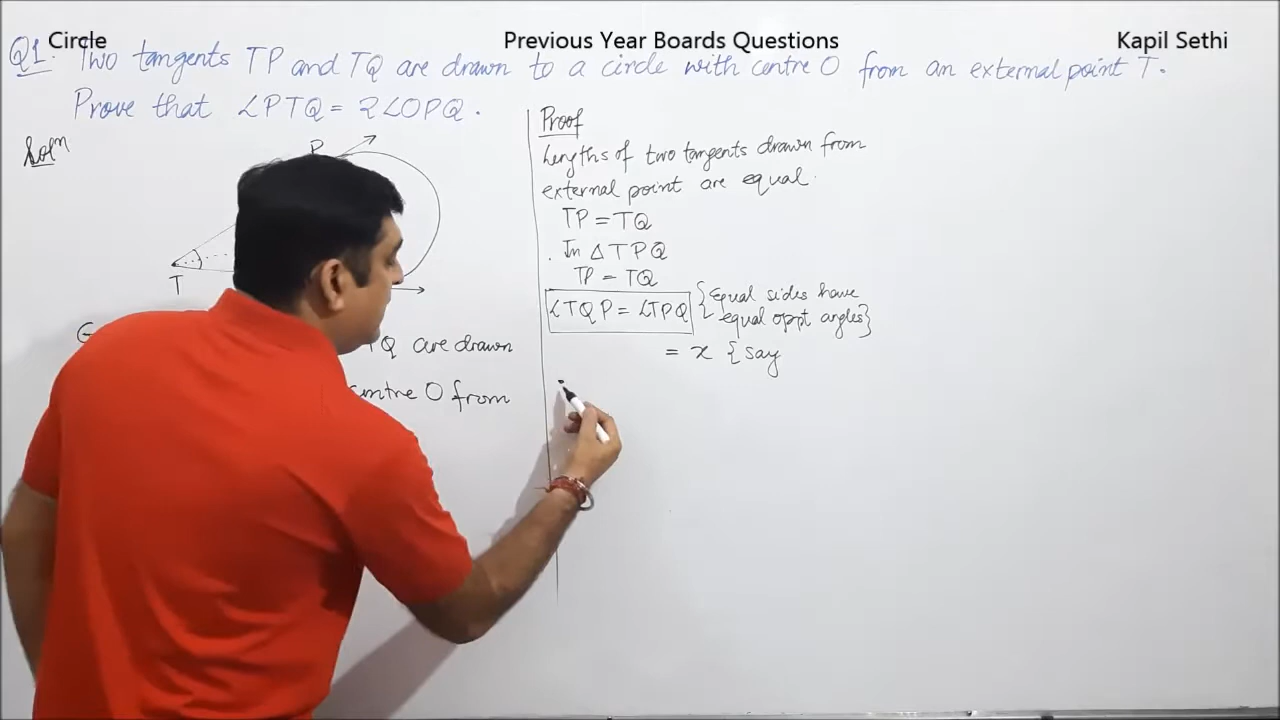 Circle
Previous Year Boards Questions
Kapil Sethi
Q1. Two tangents TP and TQ are drawn to a circle with centre O from an external point T.
Prove that ∠PTQ = 2∠OPQ.
Soln
P
T
G
TQ are drawn
centre O from
Proof
Lengths of two tangents drawn from
external point are equal.
TP = TQ
In △TPQ
TP = TQ
∠TQP = ∠TPQ {Equal sides have
equal oppt angles}
= x {say